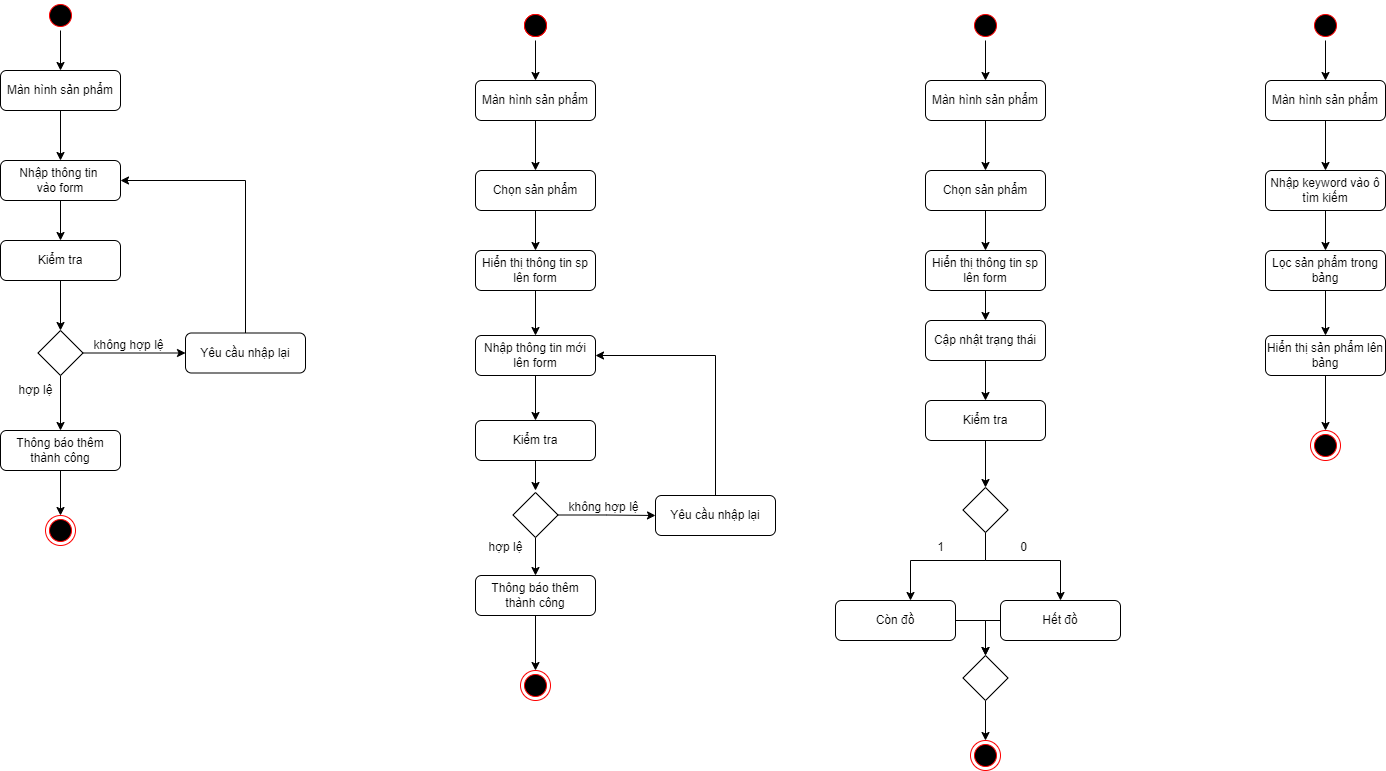 Màn hình sản phẩm
Nhập thông tin
vào form
Kiểm tra
không hợp lệ
Yêu cầu nhập lại
hợp lệ
Thông báo thêm
thành công
Màn hình sản phẩm
Chọn sản phẩm
Hiển thị thông tin sp
lên form
Nhập thông tin mới
lên form
Kiểm tra
không hợp lệ
Yêu cầu nhập lại
hợp lệ
Thông báo thêm
thành công
Màn hình sản phẩm
Chọn sản phẩm
Hiển thị thông tin sp
lên form
Cập nhật trạng thái
Kiểm tra
1
0
Còn đồ
Hết đồ
Màn hình sản phẩm
Nhập keyword vào ô
tìm kiếm
Lọc sản phẩm trong
bảng
Hiển thị sản phẩm lên
bảng